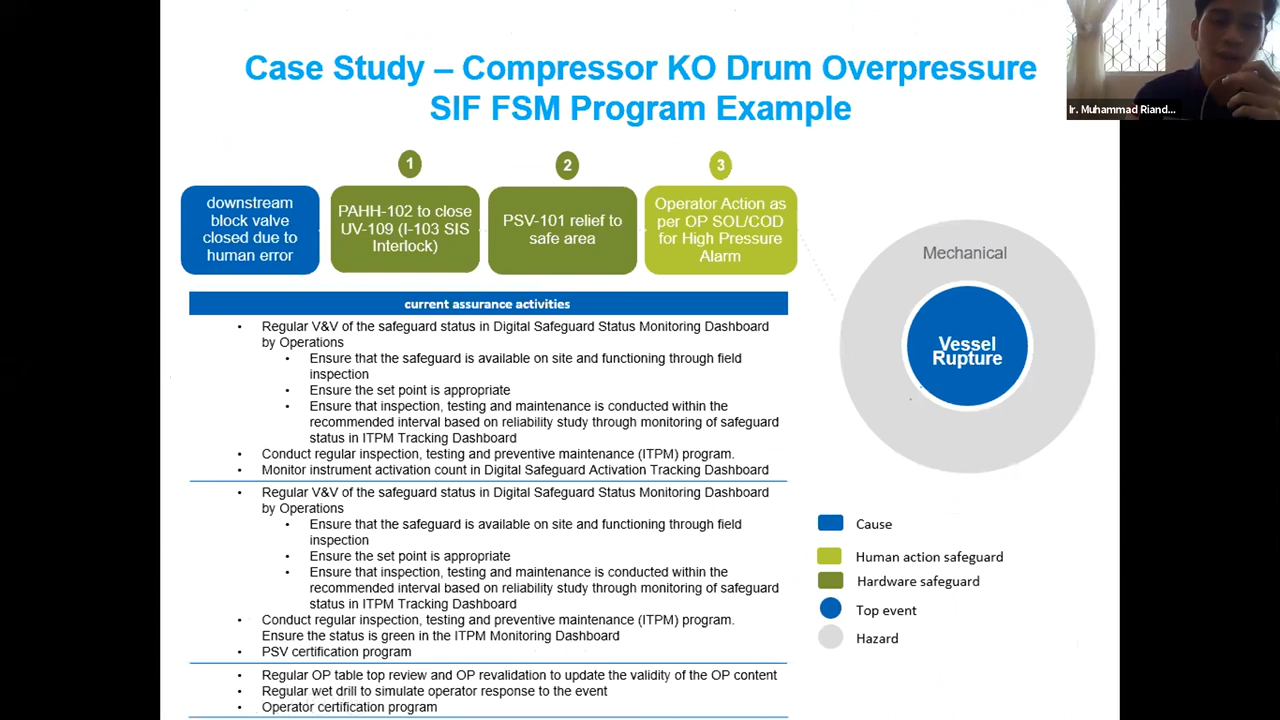 Case Study – Compressor KO Drum Overpressure
SIF FSM Program Example
Ir. Muhammad Riand...
1
2
3
downstream
block valve
closed due to
human error
PAHH-102 to close
UV-109 (I-103 SIS
Interlock)
PSV-101 relief to
safe area
Operator Action as
per OP SOL/COD
for High Pressure
Alarm
Mechanical
Vessel
Rupture
current assurance activities
• Regular V&V of the safeguard status in Digital Safeguard Status Monitoring Dashboard
by Operations
• Ensure that the safeguard is available on site and functioning through field
inspection
• Ensure the set point is appropriate
• Ensure that inspection, testing and maintenance is conducted within the
recommended interval based on reliability study through monitoring of safeguard
status in ITPM Tracking Dashboard
• Conduct regular inspection, testing and preventive maintenance (ITPM) program.
• Monitor instrument activation count in Digital Safeguard Activation Tracking Dashboard
• Regular V&V of the safeguard status in Digital Safeguard Status Monitoring Dashboard
by Operations
• Ensure that the safeguard is available on site and functioning through field
inspection
• Ensure the set point is appropriate
• Ensure that inspection, testing and maintenance is conducted within the
recommended interval based on reliability study through monitoring of safeguard
status in ITPM Tracking Dashboard
• Conduct regular inspection, testing and preventive maintenance (ITPM) program.
Ensure the status is green in the ITPM Monitoring Dashboard
• PSV certification program
• Regular OP table top review and OP revalidation to update the validity of the OP content
• Regular wet drill to simulate operator response to the event
• Operator certification program
Cause
Human action safeguard
Hardware safeguard
Top event
Hazard